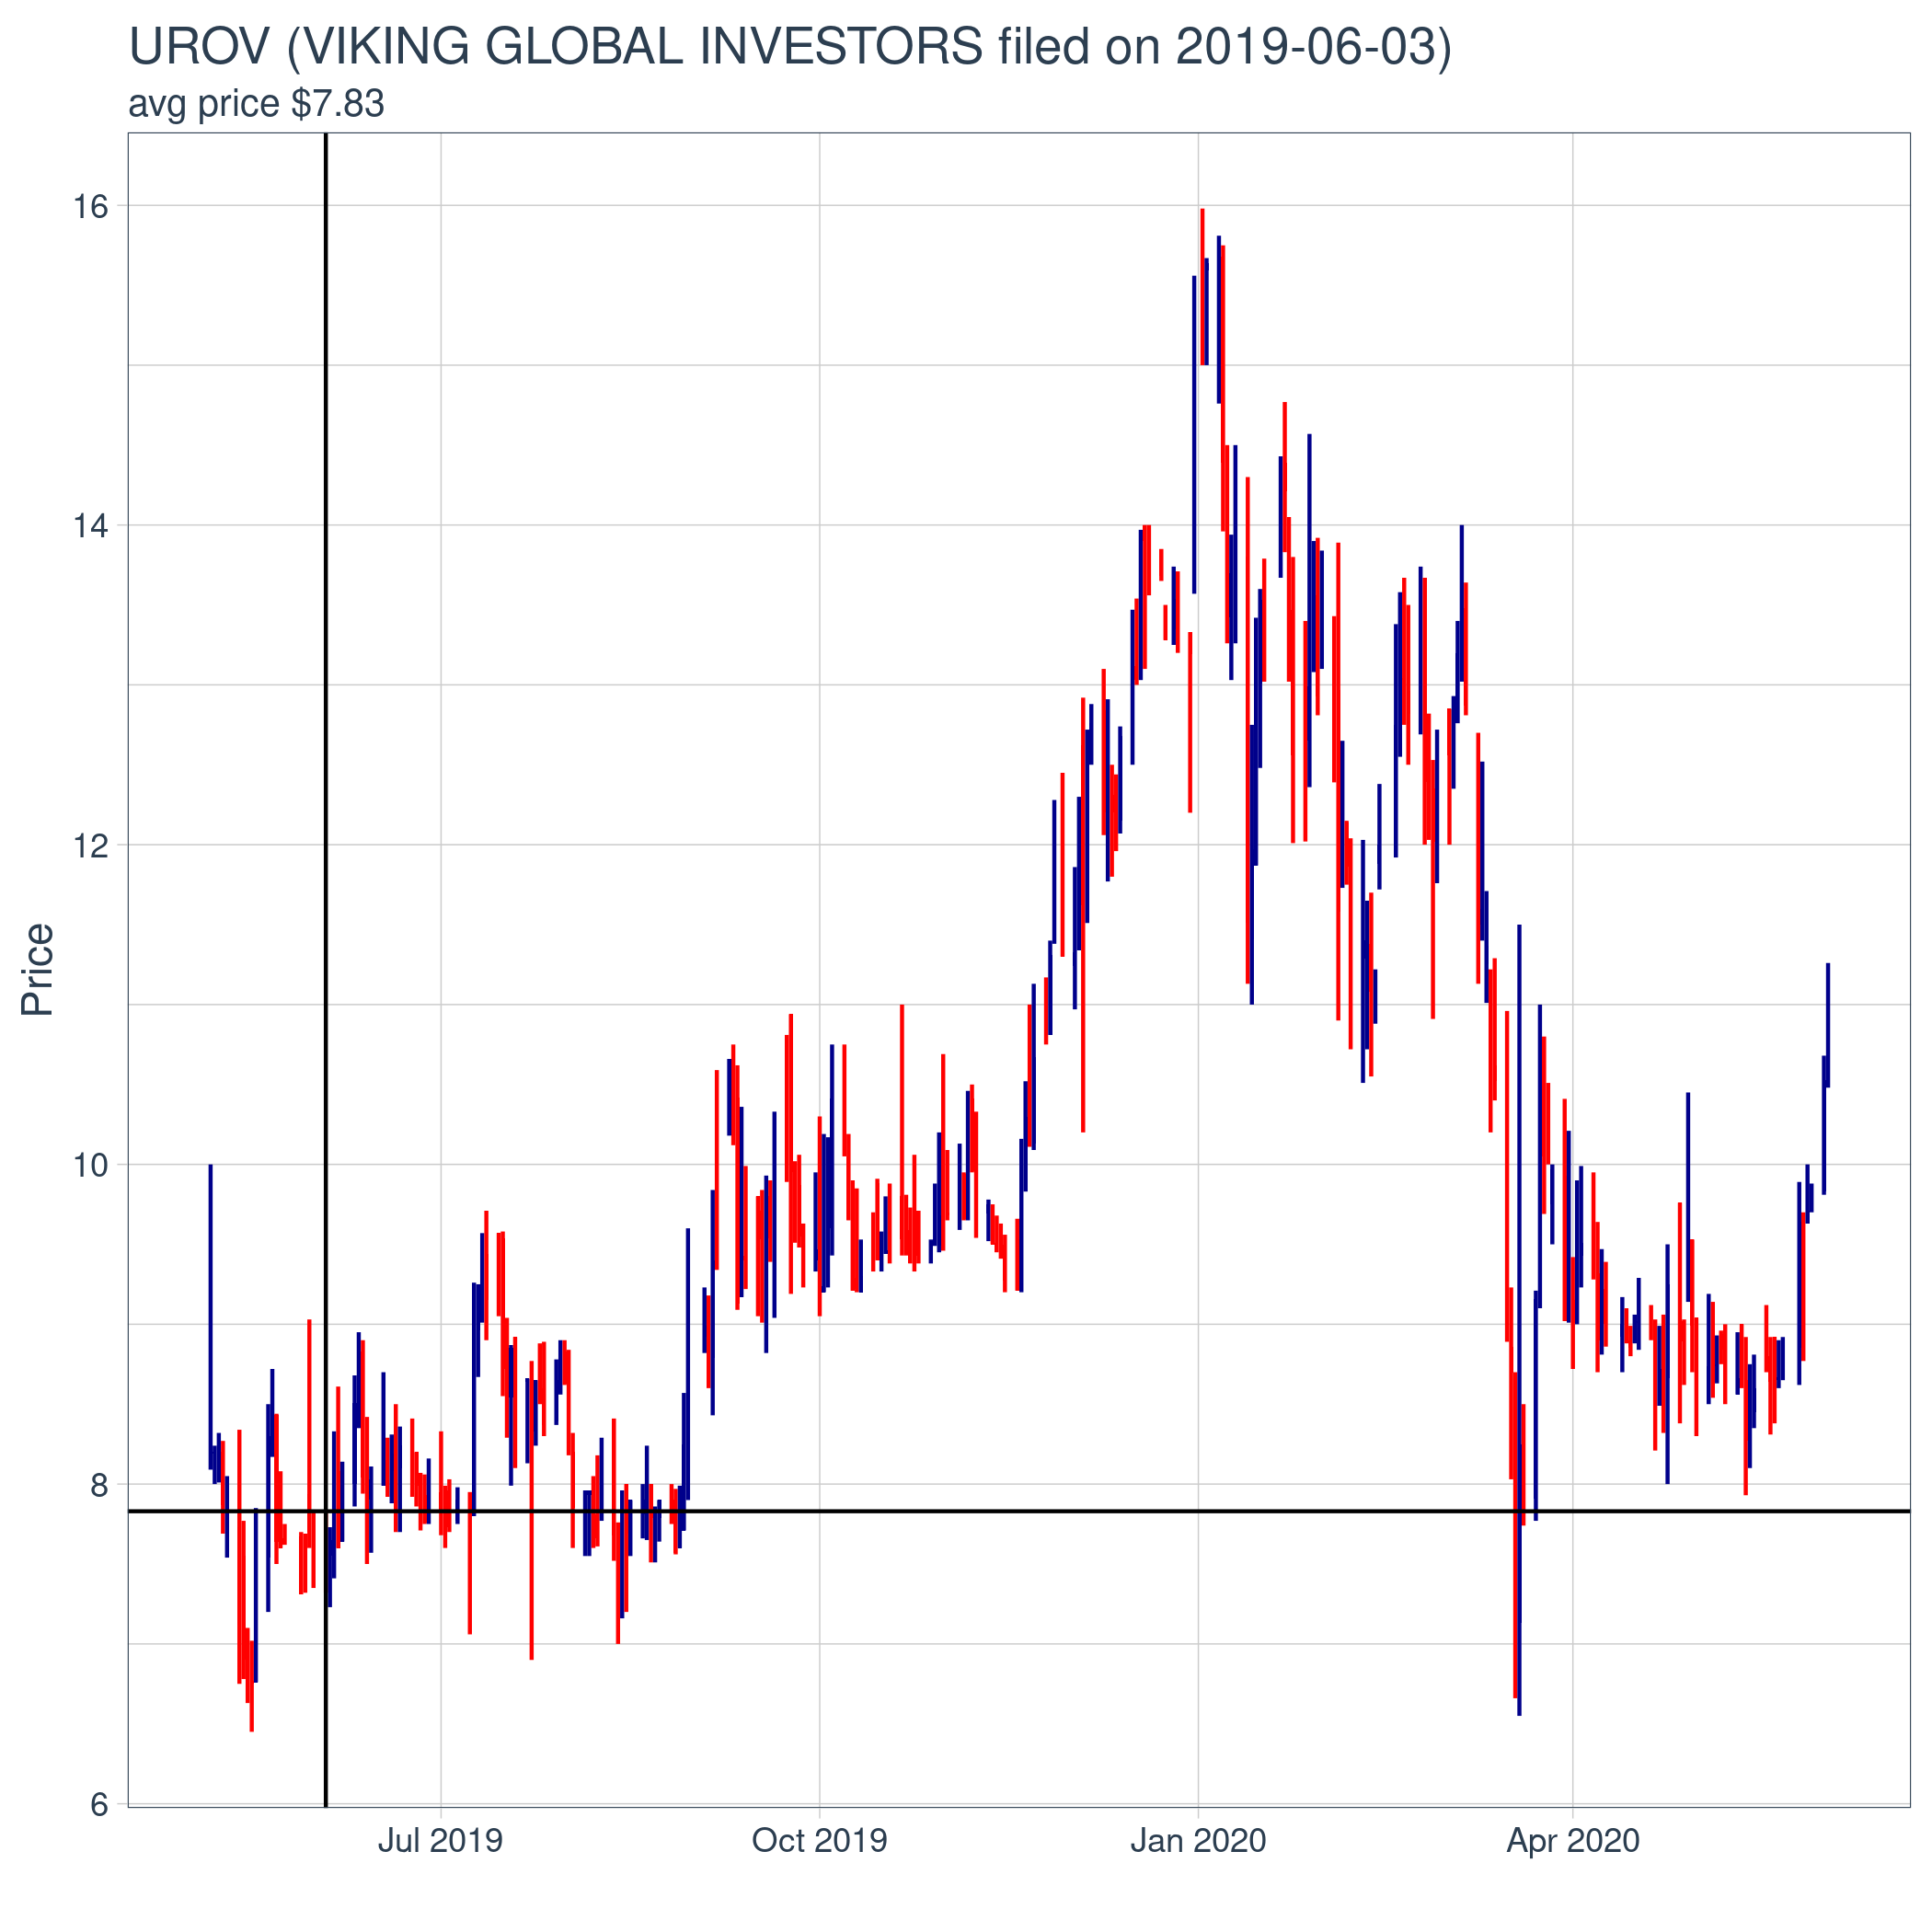 UROV (VIKING GLOBAL INVESTORS filed on 2019-06-03)
avg price $7.83
16
14
12
10
8
6
Price
Jul 2019 Oct 2019 Jan 2020 Apr 2020